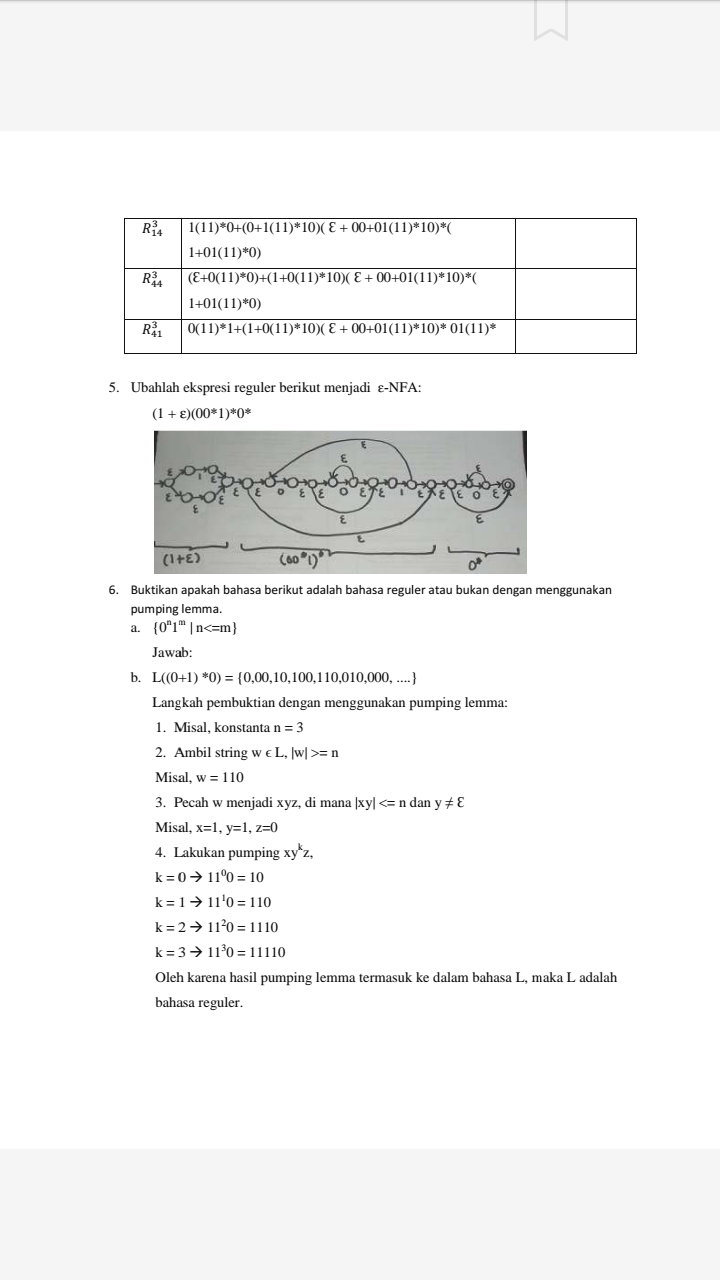 R³₁₄ 1(11)*0+(0+1(11)*10)( Ɛ + 00+01(11)*10)*(
1+01(11)*0)
R³₄₄ (Ɛ+0(11)*0)+(1+0(11)*10)( Ɛ + 00+01(11)*10)*(
1+01(11)*0)
R³₄₁ 0(11)*1+(1+0(11)*10)( Ɛ + 00+01(11)*10)* 01(11)*
5. Ubahlah ekspresi reguler berikut menjadi ε-NFA:
(1 + ε)(00*1)*0*
(1+ε) (00*1)* 0*
6. Buktikan apakah bahasa berikut adalah bahasa reguler atau bukan dengan menggunakan
pumping lemma.
a. {0ⁿ1ᵐ | n<=m}
Jawab:
b. L((0+1) *0) = {0,00,10,100,110,010,000, ....}
Langkah pembuktian dengan menggunakan pumping lemma:
1. Misal, konstanta n = 3
2. Ambil string w ϵ L, |w| >= n
Misal, w = 110
3. Pecah w menjadi xyz, di mana |xy| <= n dan y ≠ Ɛ
Misal, x=1, y=1, z=0
4. Lakukan pumping xyᵏz,
k = 0 → 11⁰0 = 10
k = 1 → 11¹0 = 110
k = 2 → 11²0 = 1110
k = 3 → 11³0 = 11110
Oleh karena hasil pumping lemma termasuk ke dalam bahasa L, maka L adalah
bahasa reguler.